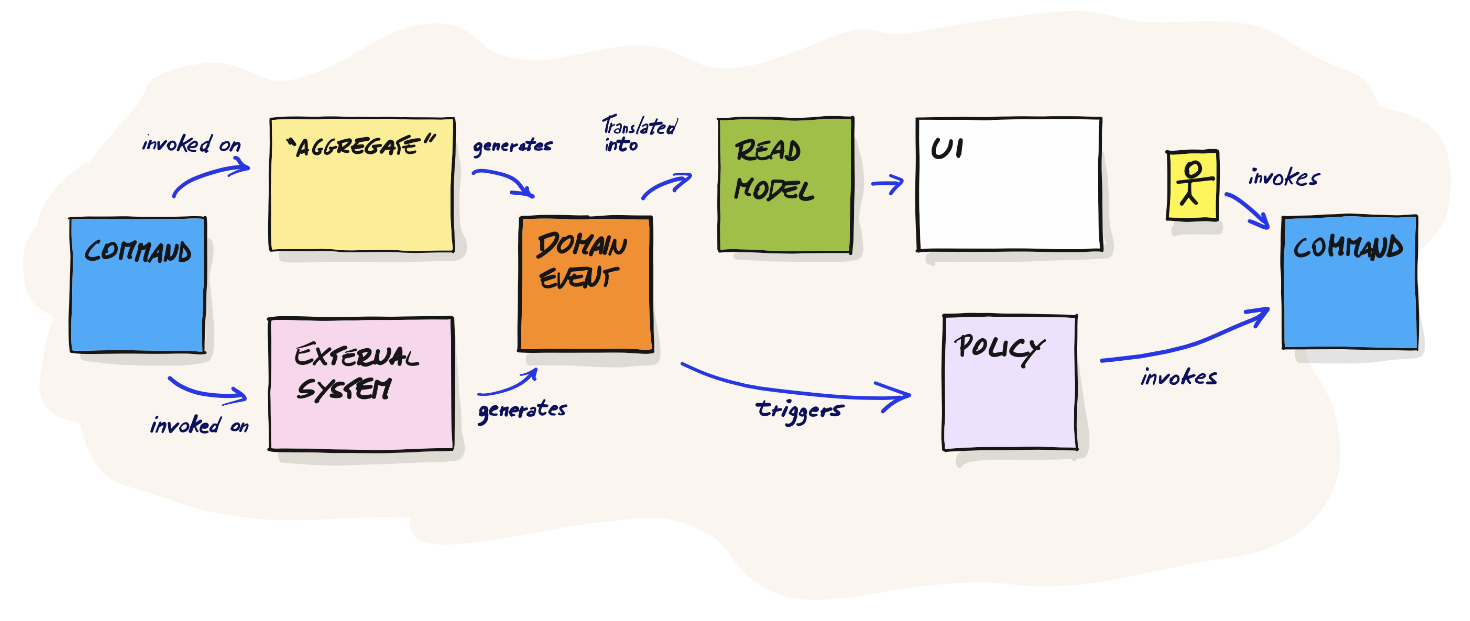 invoked on
"AGGREGATE"
generates
Translated
into
READ
MODEL
UI
invokes
COMMAND
DOMAIN
EVENT
COMMAND
EXTERNAL
SYSTEM
POLICY
invoked on
generates
triggers
invokes